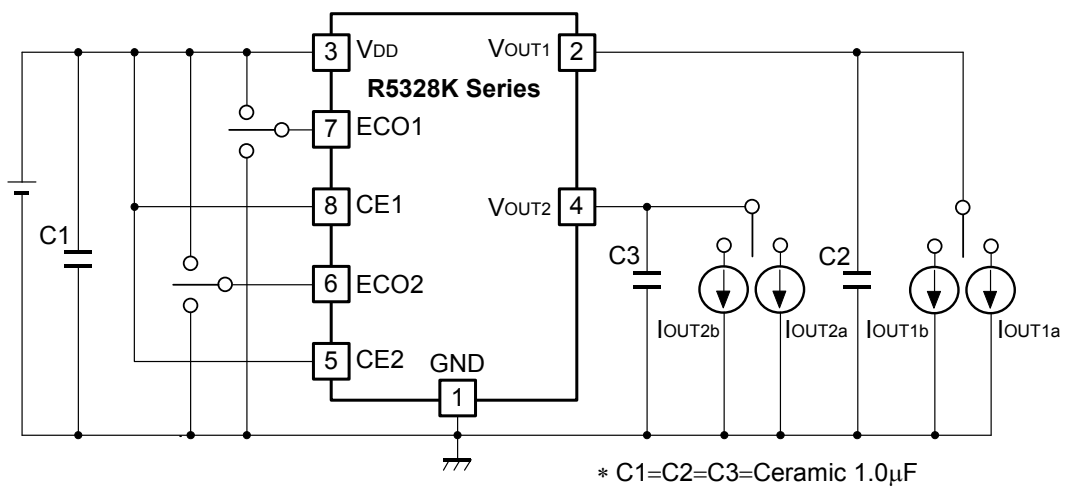 3 VDD VOUT1 2
R5328K Series
7 ECO1
8 CE1 VOUT2 4
C1 C3 C2
6 ECO2
IOUT2b IOUT2a IOUT1b IOUT1a
5 CE2 GND
1
* C1=C2=C3=Ceramic 1.0μF